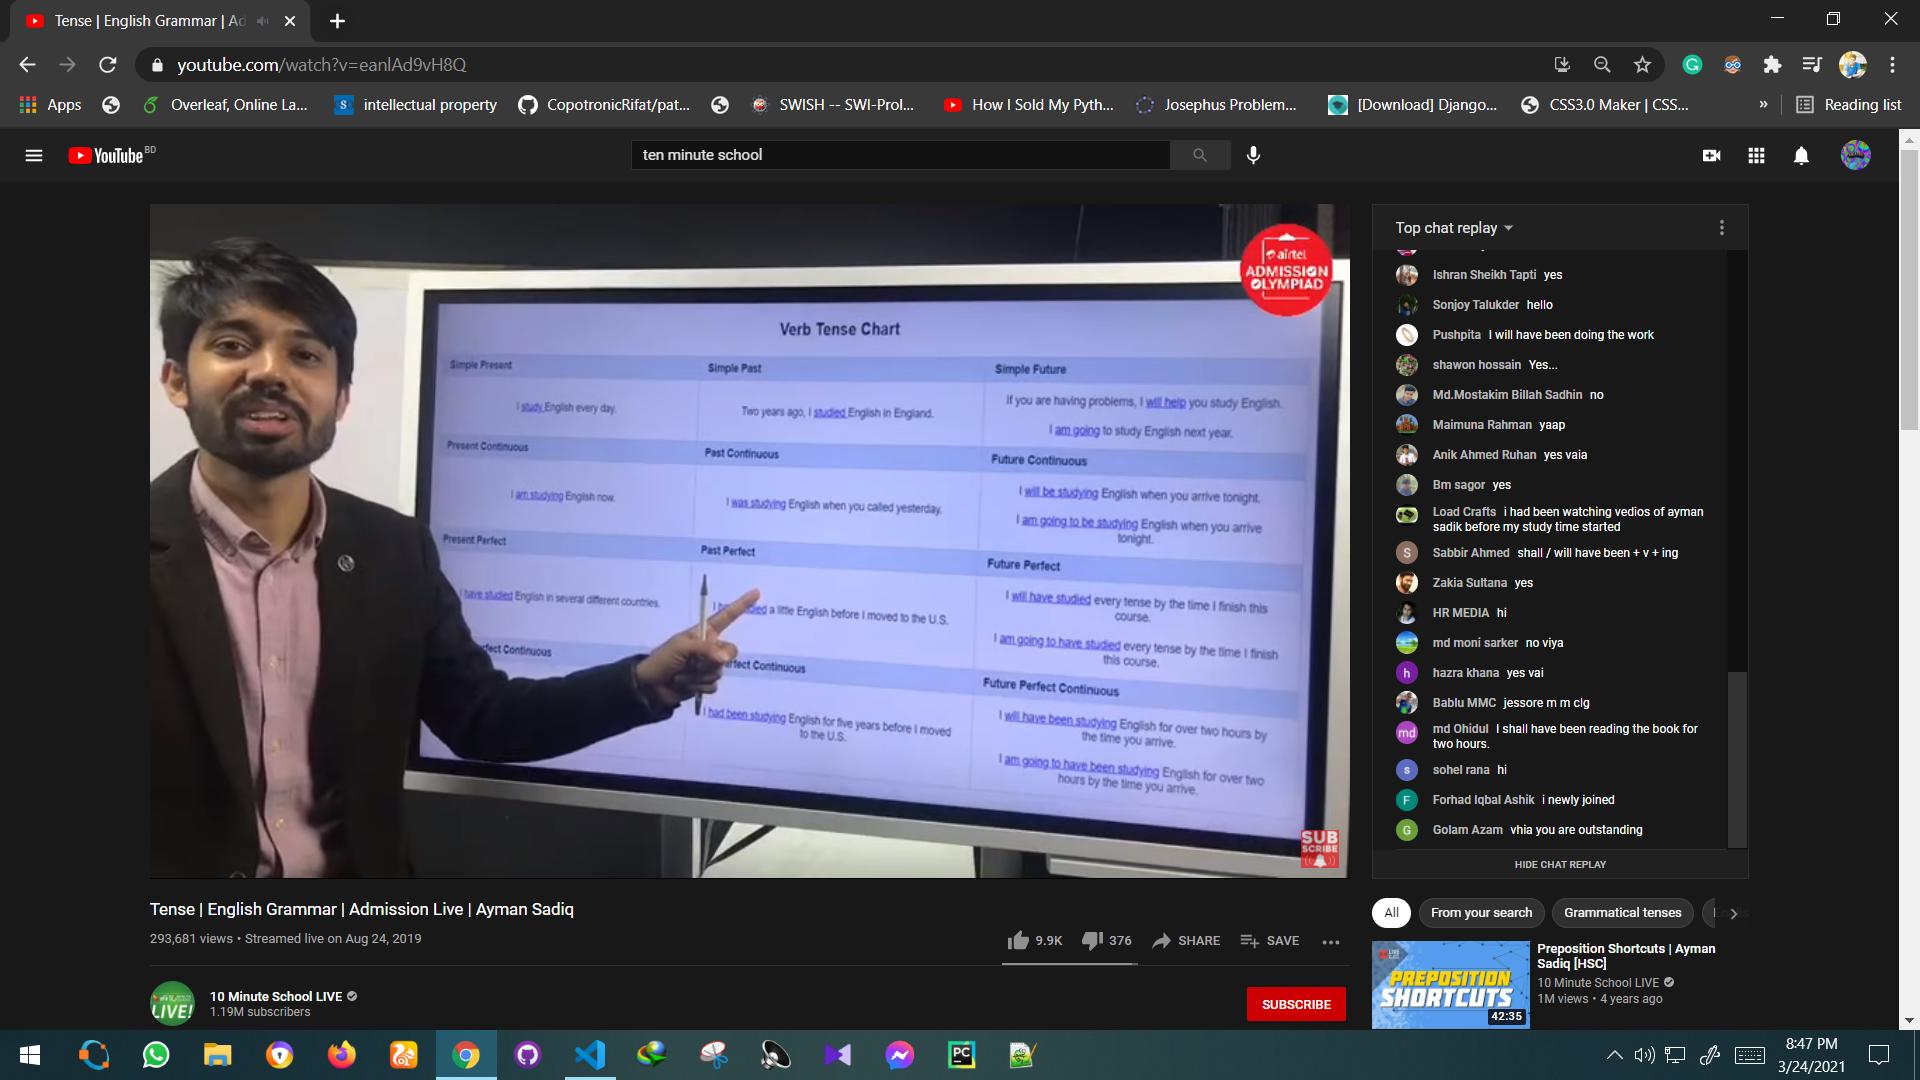 Tense | English Grammar | Ad
youtube.com/watch?v=eanlAd9vH8Q
Apps
Overleaf, Online La...
intellectual property
CopotronicRifat/pat...
SWISH -- SWI-Prol...
How I Sold My Pyth...
Josephus Problem...
[Download] Django...
CSS3.0 Maker | CSS...
»
Reading list
YouTube BD
ten minute school
airtel
ADMISSION
OLYMPIAD
Verb Tense Chart
Simple Present
Simple Past
Simple Future
I study English every day.
Two years ago, I studied English in England.
If you are having problems, I will help you study English.
I am going to study English next year.
Present Continuous
Past Continuous
Future Continuous
I am studying English now.
I was studying English when you called yesterday.
I will be studying English when you arrive tonight.
I am going to be studying English when you arrive
tonight.
Present Perfect
Past Perfect
Future Perfect
I have studied English in several different countries.
a little English before I moved to the U.S.
I will have studied every tense by the time I finish this
course.
I am going to have studied every tense by the time I finish
this course.
Continuous
Continuous
Future Perfect Continuous
I had been studying English for five years before I moved
to the U.S.
I will have been studying English for over two hours by
the time you arrive.
I am going to have been studying English for over two
hours by the time you arrive.
SUB
SCRIBE
Top chat replay
Ishran Sheikh Tapti yes
Sonjoy Talukder hello
Pushpita I will have been doing the work
shawon hossain Yes...
Md.Mostakim Billah Sadhin no
Maimuna Rahman yaap
Anik Ahmed Ruhan yes vaia
Bm sagor yes
Load Crafts i had been watching vedios of ayman
sadik before my study time started
S Sabbir Ahmed shall / will have been + v + ing
Zakia Sultana yes
HR MEDIA hi
md moni sarker no viya
h hazra khana yes vai
Bablu MMC jessore m m clg
md md Ohidul I shall have been reading the book for
two hours.
s sohel rana hi
F Forhad Iqbal Ashik i newly joined
G Golam Azam vhia you are outstanding
HIDE CHAT REPLAY
Tense | English Grammar | Admission Live | Ayman Sadiq
293,681 views • Streamed live on Aug 24, 2019
9.9K
376
SHARE
SAVE
LIVE!
10 Minute School LIVE
1.19M subscribers
SUBSCRIBE
All
From your search
Grammatical tenses
PREPOSITION
SHORTCUTS
42:35
Preposition Shortcuts | Ayman
Sadiq [HSC]
10 Minute School LIVE
1M views • 4 years ago
PC
8:47 PM
3/24/2021